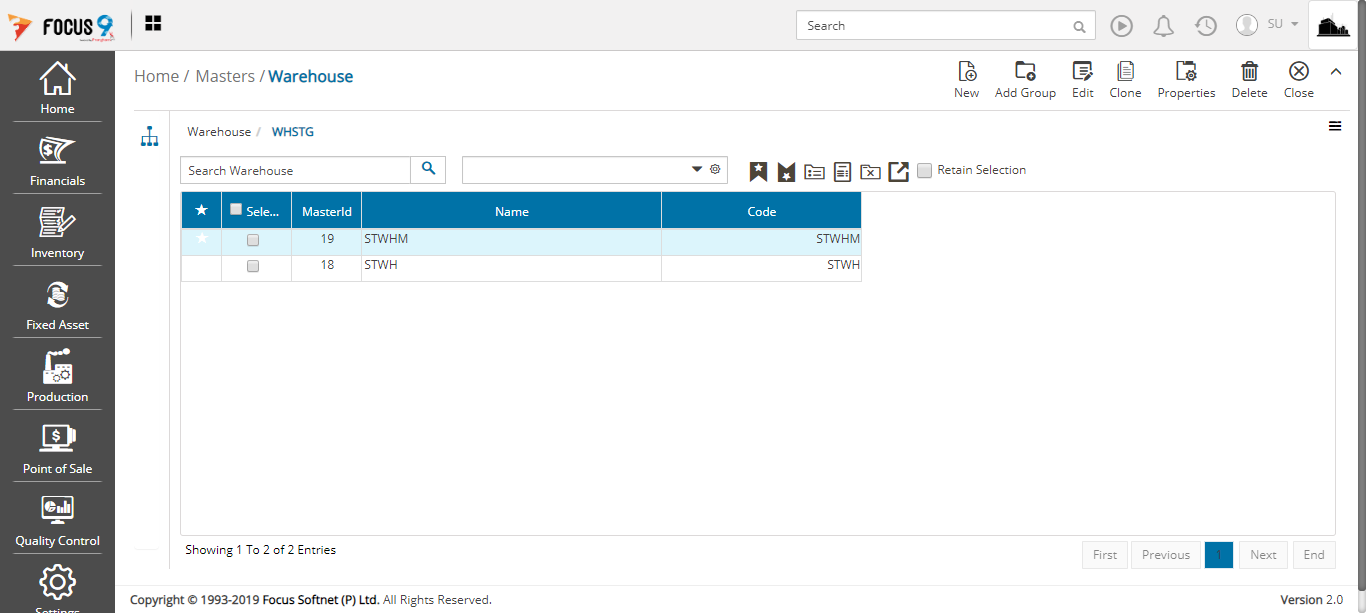 FOCUS 9
Search
SU
Home
Financials
Inventory
Fixed Asset
Production
Point of Sale
Quality Control
Settings
Home / Masters / Warehouse
New
Add Group
Edit
Clone
Properties
Delete
Close
Warehouse / WHSTG
Search Warehouse
Retain Selection
Sele... MasterId Name Code
19 STWHM STWHM
18 STWH STWH
Showing 1 To 2 of 2 Entries
First Previous 1 Next End
Copyright © 1993-2019 Focus Softnet (P) Ltd. All Rights Reserved.
Version 2.0